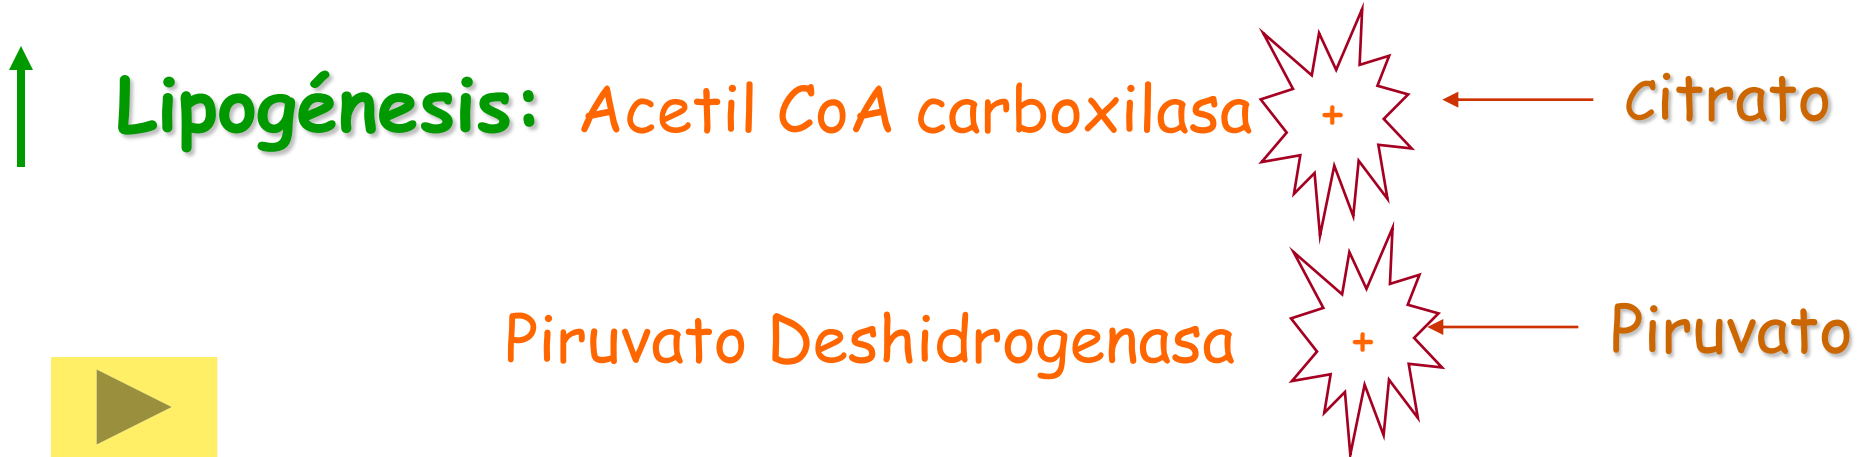 Lipogénesis: Acetil CoA carboxilasa + Citrato
Piruvato Deshidrogenasa + Piruvato